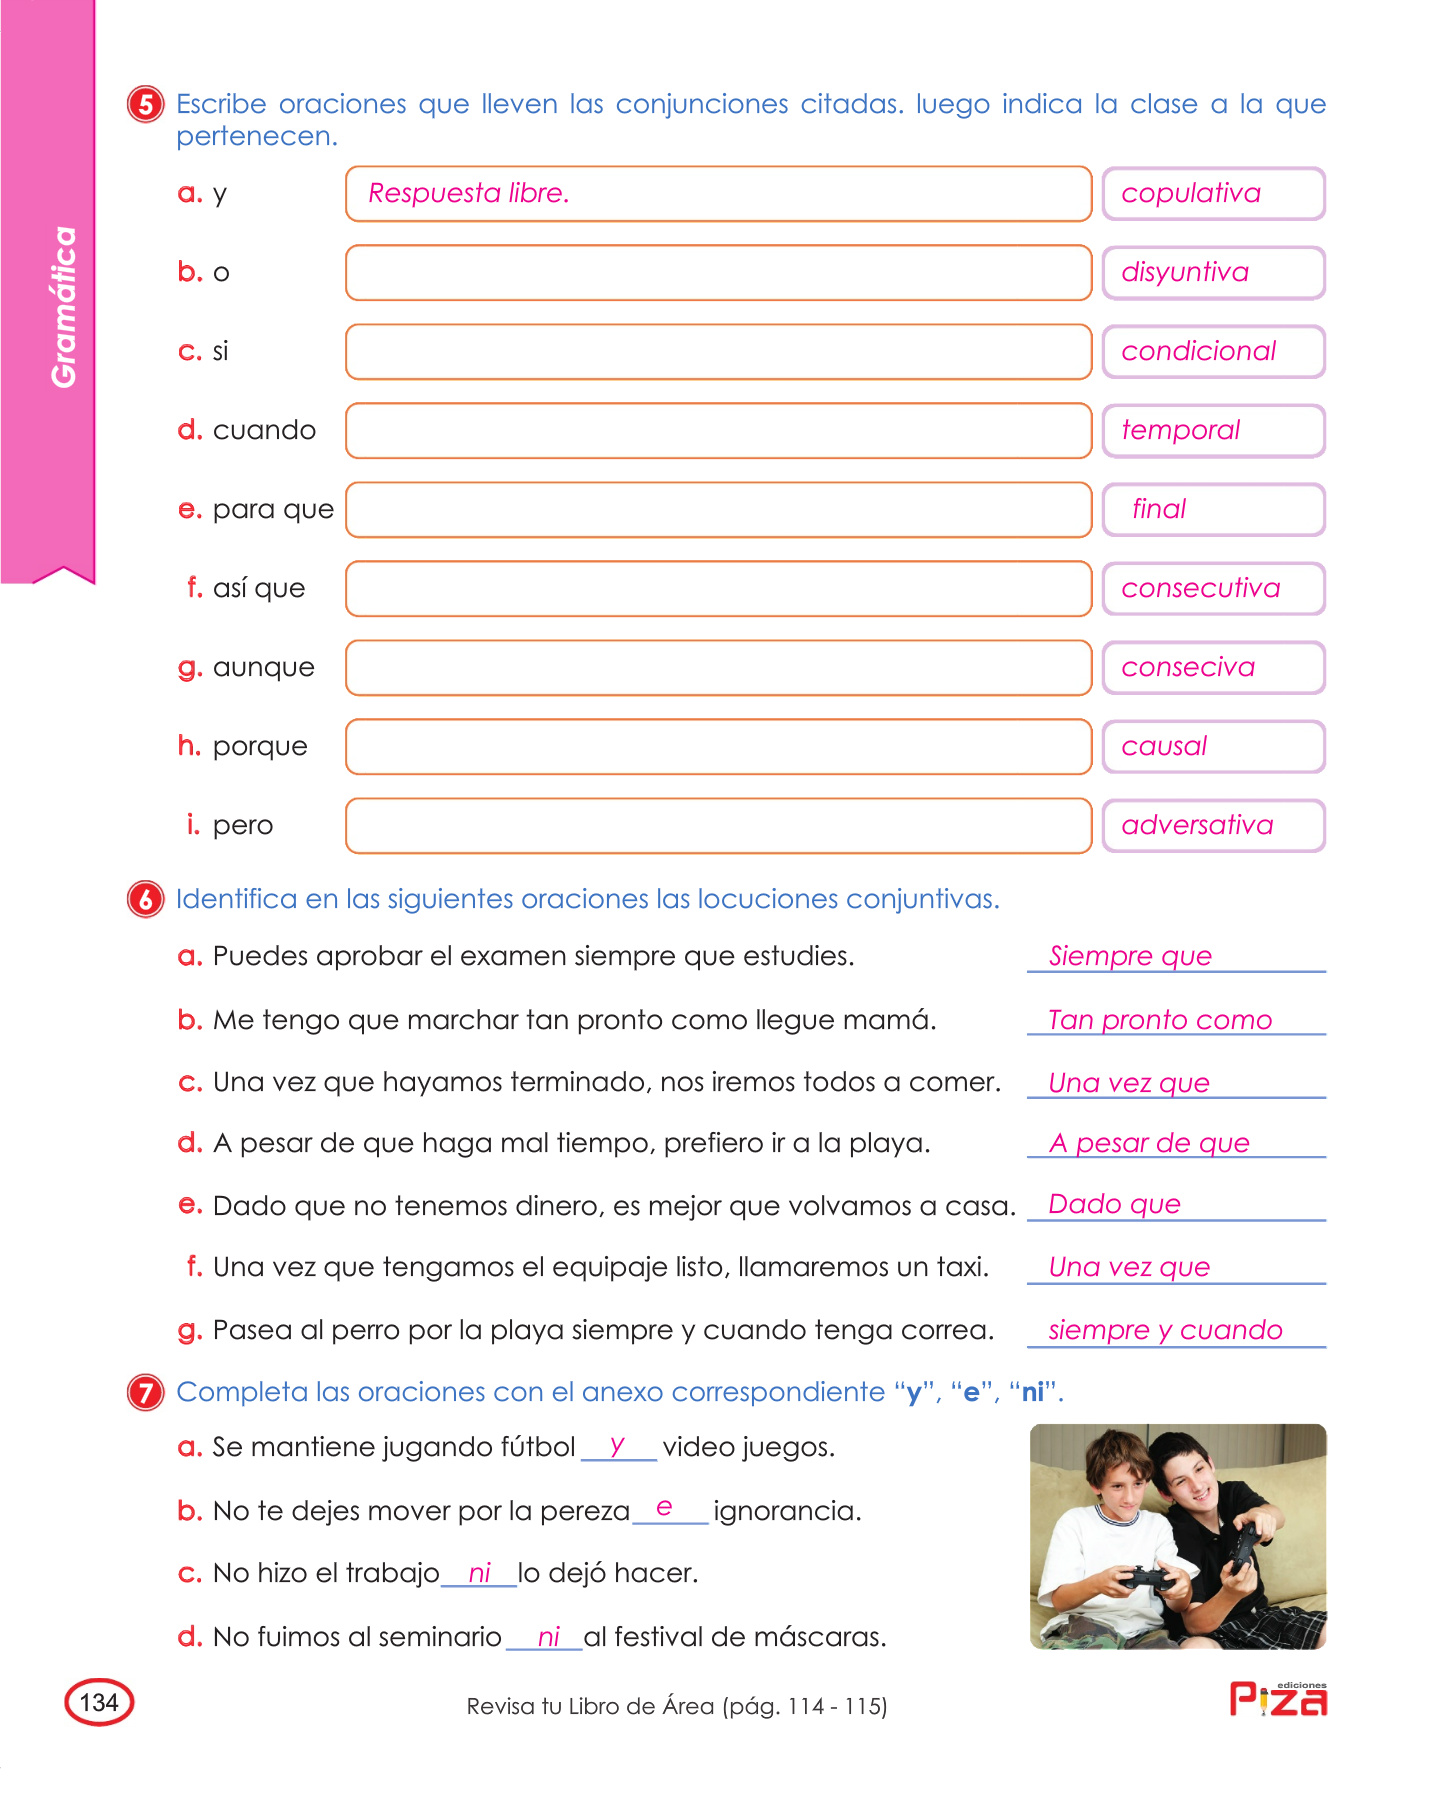 Gramática
5 Escribe oraciones que lleven las conjunciones citadas. luego indica la clase a la que
pertenecen.
a. y Respuesta libre. copulativa
b. o disyuntiva
c. si condicional
d. cuando temporal
e. para que final
f. así que consecutiva
g. aunque conseciva
h. porque causal
i. pero adversativa
6 Identifica en las siguientes oraciones las locuciones conjuntivas.
a. Puedes aprobar el examen siempre que estudies. Siempre que
b. Me tengo que marchar tan pronto como llegue mamá. Tan pronto como
c. Una vez que hayamos terminado, nos iremos todos a comer. Una vez que
d. A pesar de que haga mal tiempo, prefiero ir a la playa. A pesar de que
e. Dado que no tenemos dinero, es mejor que volvamos a casa. Dado que
f. Una vez que tengamos el equipaje listo, llamaremos un taxi. Una vez que
g. Pasea al perro por la playa siempre y cuando tenga correa. siempre y cuando
7 Completa las oraciones con el anexo correspondiente “y”, “e”, “ni”.
a. Se mantiene jugando fútbol y video juegos.
b. No te dejes mover por la pereza e ignorancia.
c. No hizo el trabajo ni lo dejó hacer.
d. No fuimos al seminario ni al festival de máscaras.
134
Revisa tu Libro de Área (pág. 114 - 115)
ediciones
Piza